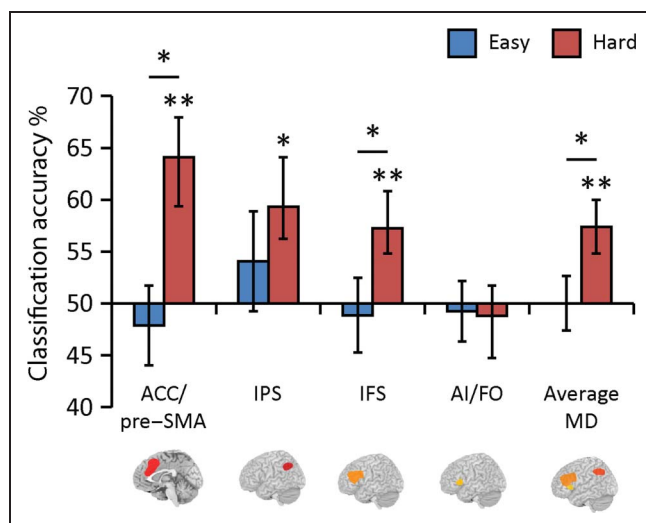 Easy Hard
Classification accuracy %
70
65
60
55
50
45
40
* **
*
* **
* **
ACC/
pre–SMA
IPS
IFS
AI/FO
Average
MD